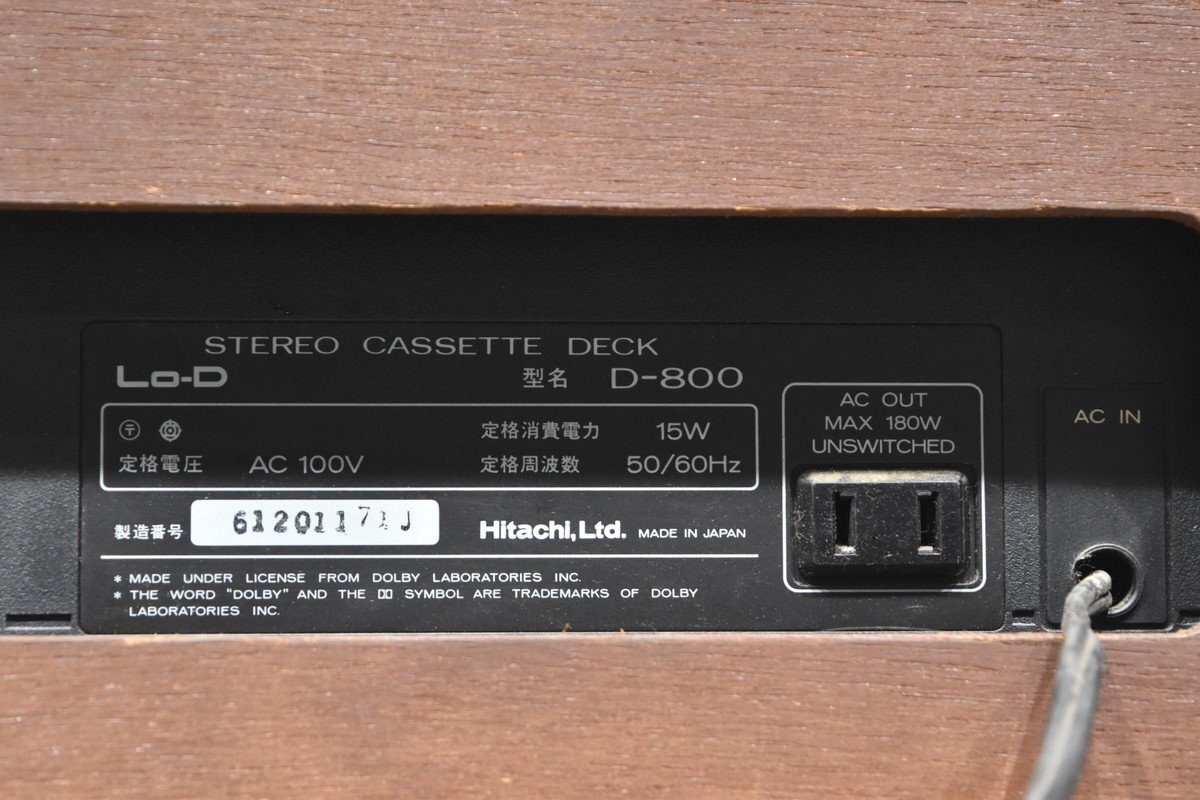 STEREO CASSETTE DECK
Lo-D 型名 D-800
〒 定格消費電力 15W
定格電圧 AC 100V 定格周波数 50/60Hz
製造番号 61201171J Hitachi, Ltd. MADE IN JAPAN
* MADE UNDER LICENSE FROM DOLBY LABORATORIES INC.
* THE WORD "DOLBY" AND THE DD SYMBOL ARE TRADEMARKS OF DOLBY
LABORATORIES INC.
AC OUT
MAX 180W
UNSWITCHED
AC IN